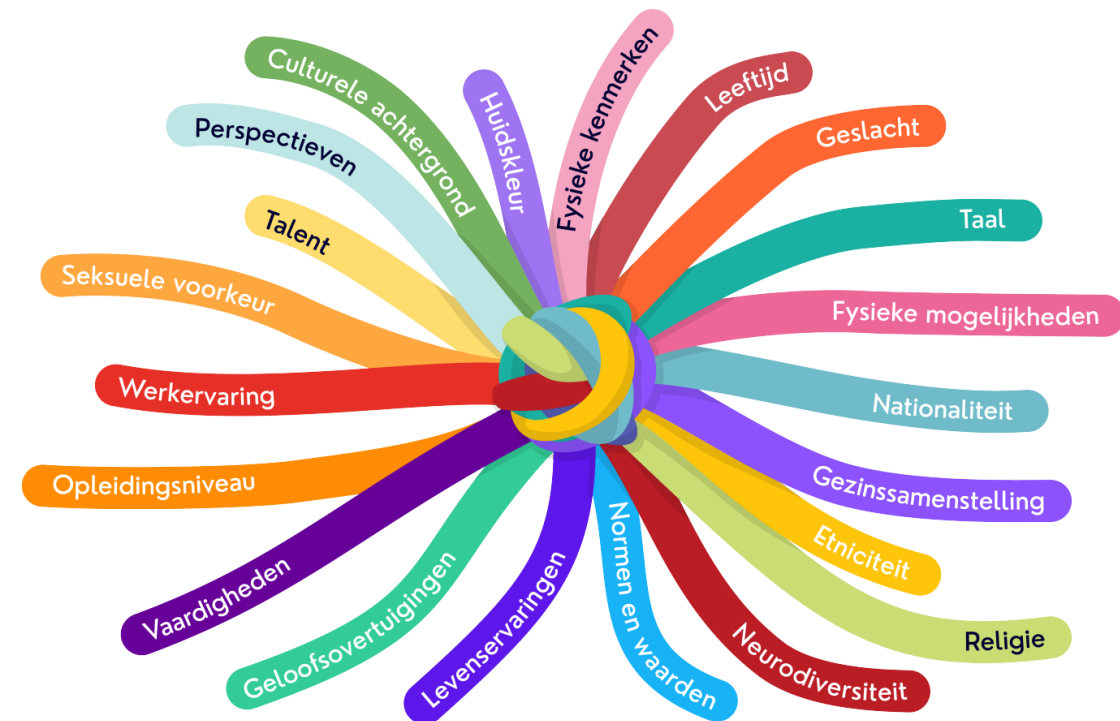 Culturele achtergrond
Huidskleur
Fysieke kenmerken
Leeftijd
Geslacht
Taal
Fysieke mogelijkheden
Nationaliteit
Gezinssamenstelling
Etniciteit
Religie
Neurodiversiteit
Normen en waarden
Levenservaringen
Geloofsovertuigingen
Vaardigheden
Opleidingsniveau
Werkervaring
Seksuele voorkeur
Talent
Perspectieven